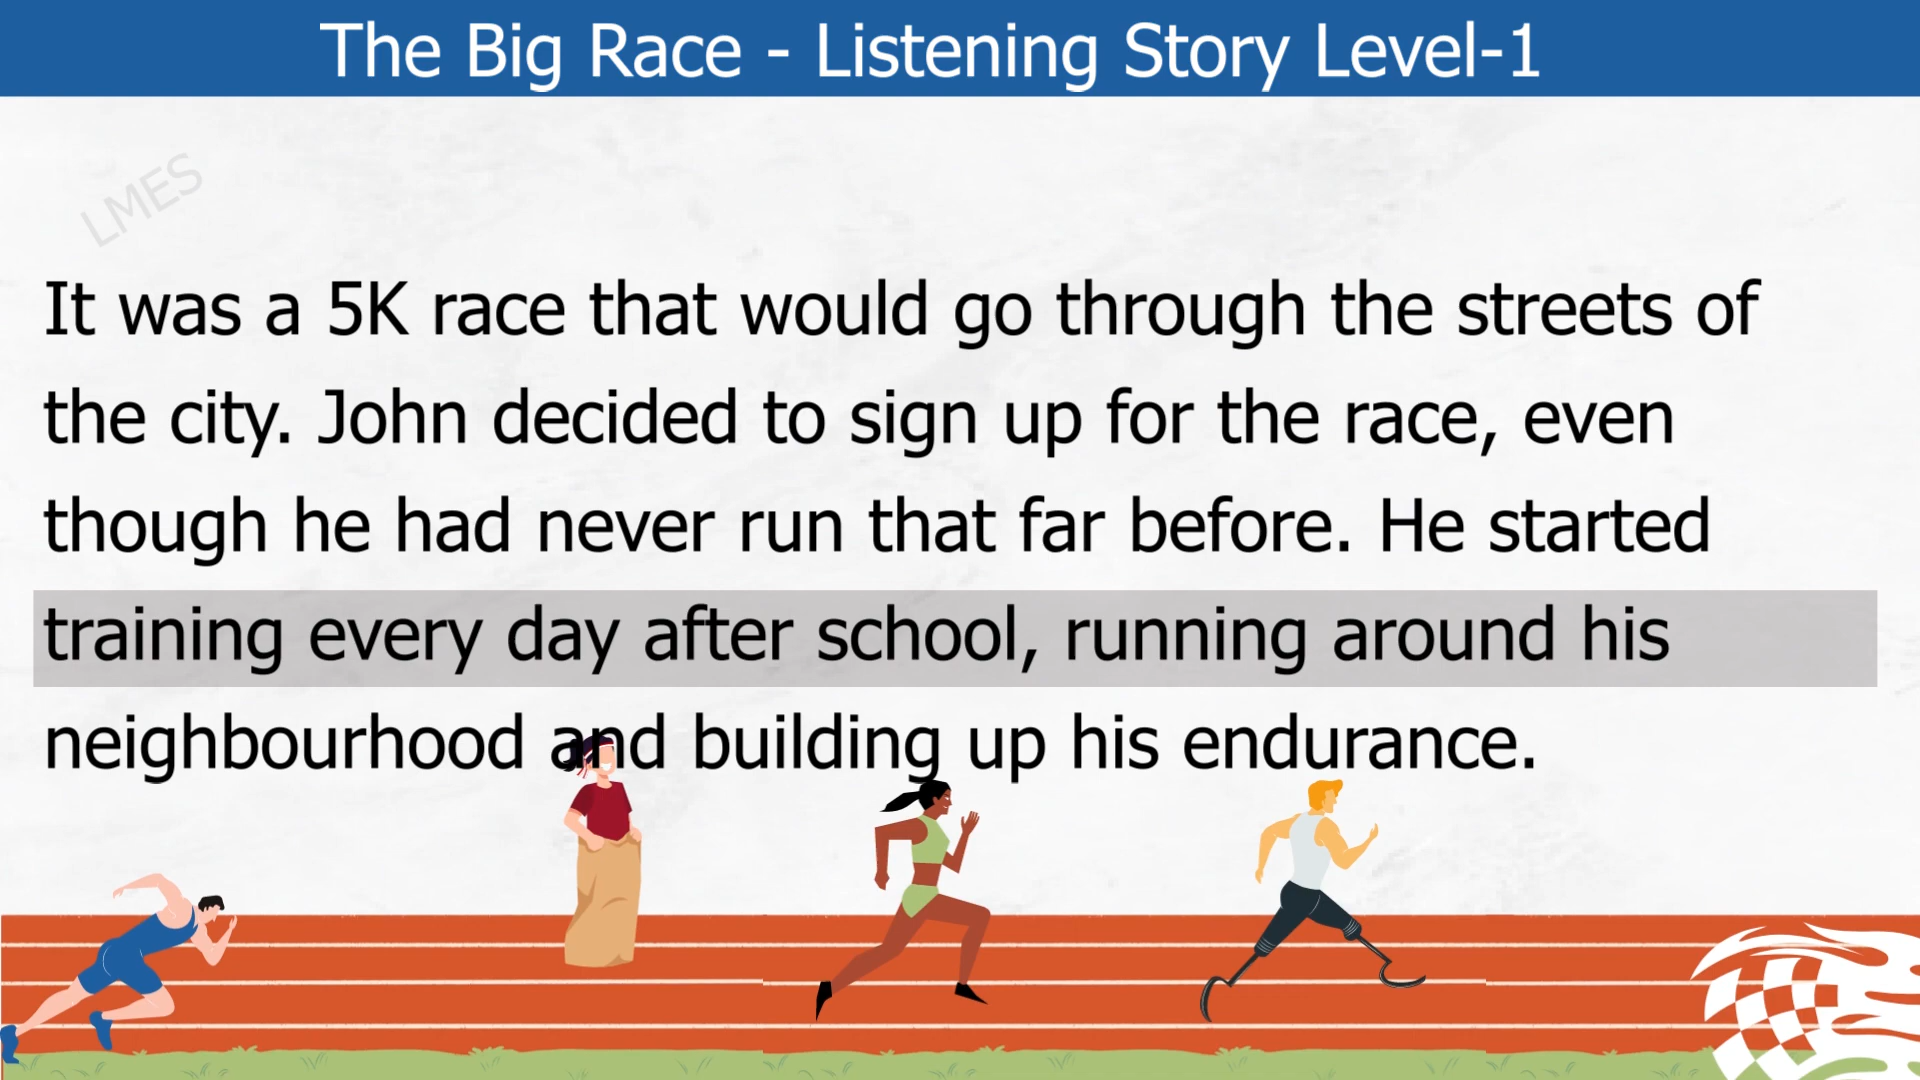 The Big Race - Listening Story Level-1
LMES
It was a 5K race that would go through the streets of
the city. John decided to sign up for the race, even
though he had never run that far before. He started
training every day after school, running around his
neighbourhood and building up his endurance.